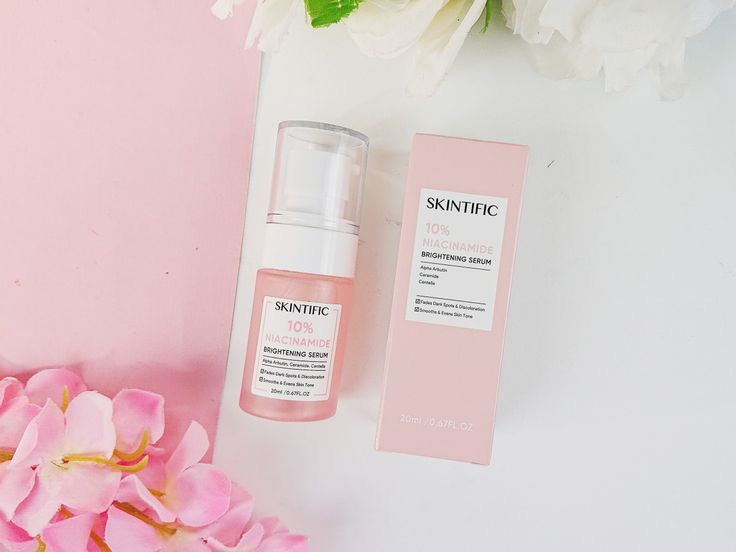 SKINTIFIC
10%
NIACINAMIDE
BRIGHTENING SERUM
Alpha Arbutin, Ceramide, Centella
Fades Dark Spots & Discoloration
Smooths & Evens Skin Tone
20ml /0.67FL.OZ
SKINTIFIC
10%
NIACINAMIDE
BRIGHTENING SERUM
Alpha Arbutin
Ceramide
Centella
Fades Dark Spots & Discoloration
Smooths & Evens Skin Tone
20ml /0.67FL.OZ